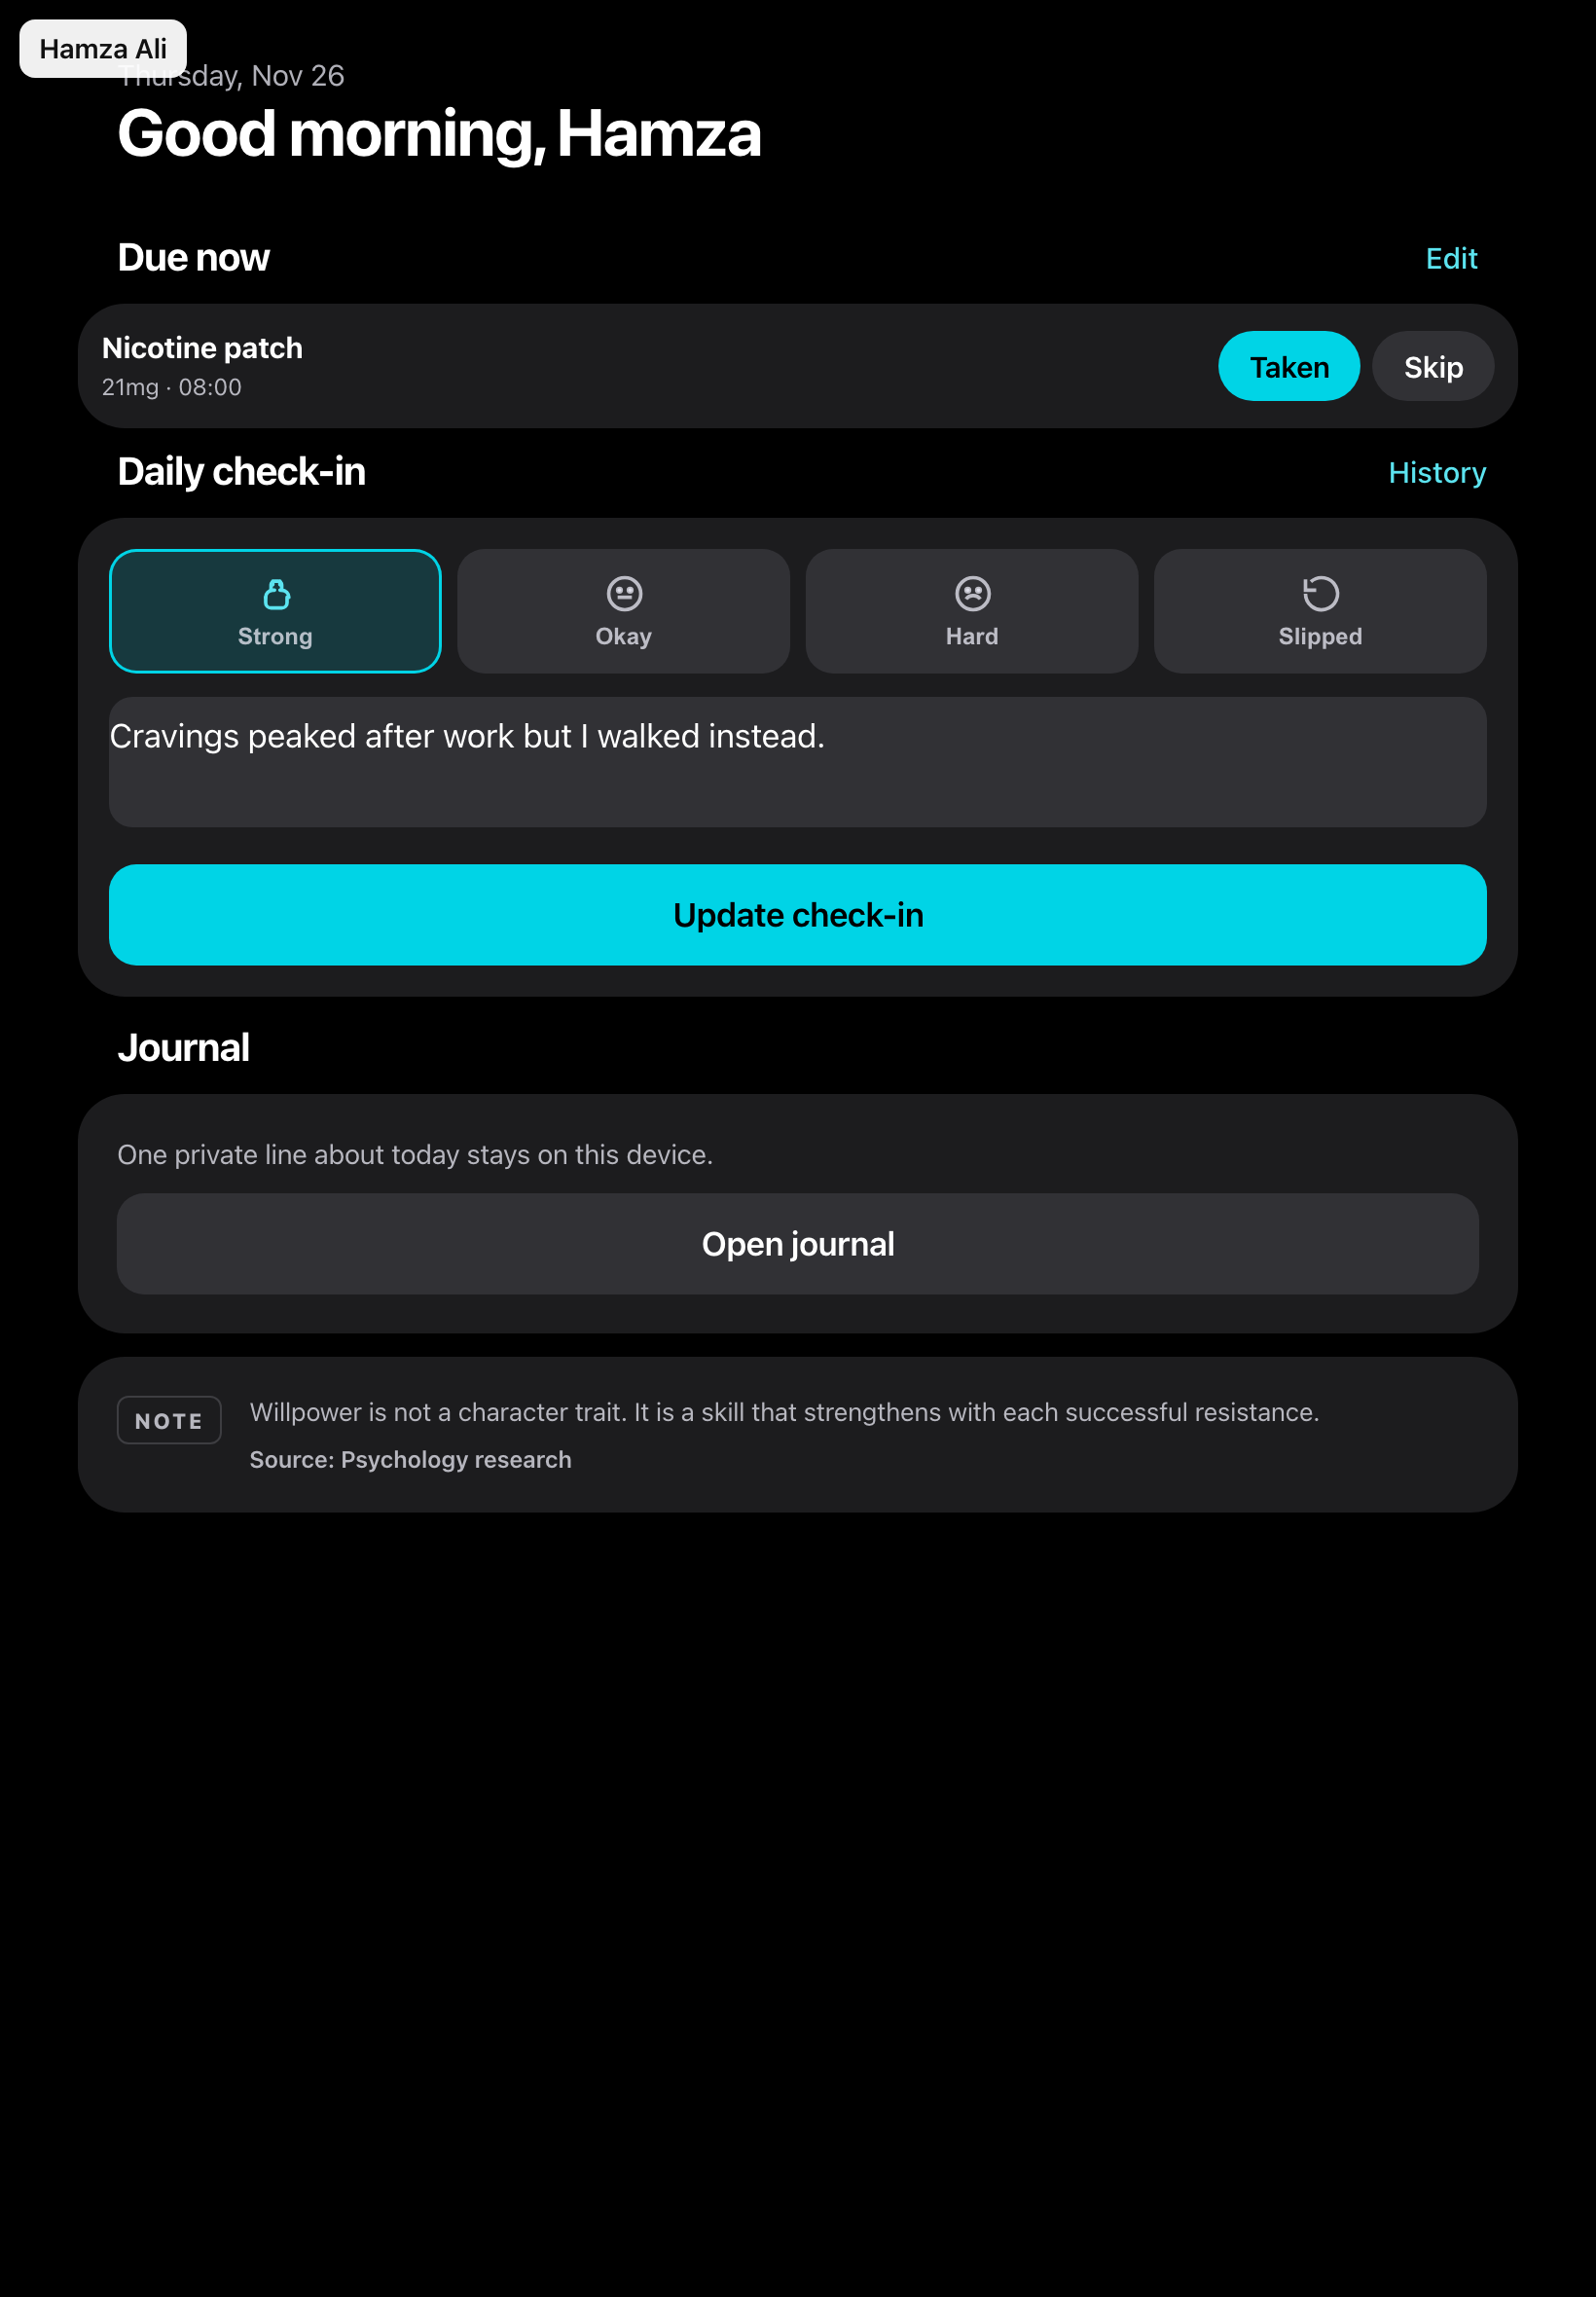 Hamza Ali
Thursday, Nov 26
Good morning, Hamza
Due now
Edit
Nicotine patch
21mg · 08:00
Taken
Skip
Daily check-in
History
Strong
Okay
Hard
Slipped
Cravings peaked after work but I walked instead.
Update check-in
Journal
One private line about today stays on this device.
Open journal
NOTE
Willpower is not a character trait. It is a skill that strengthens with each successful resistance.
Source: Psychology research